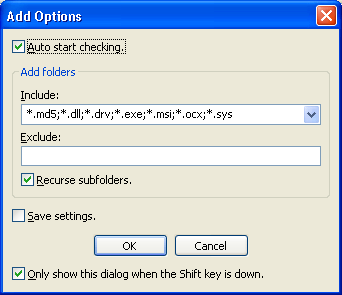 Add Options
Auto start checking.
Add folders
Include:
*.md5;*.dll;*.drv;*.exe;*.msi;*.ocx;*.sys
Exclude:
Recurse subfolders.
Save settings.
OK Cancel
Only show this dialog when the Shift key is down.